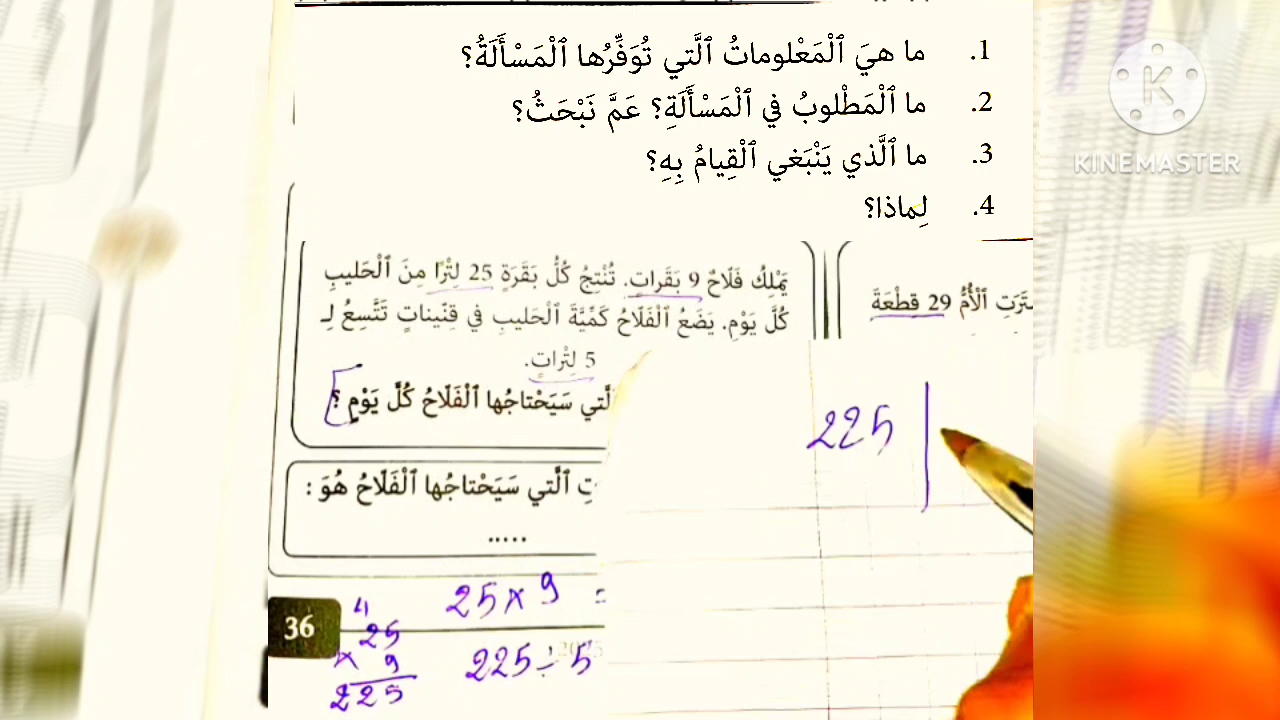 1. ما هيَ ٱلْمَعْلوماتُ ٱلَّتي تُوَفِّرُها ٱلْمَسْأَلَةُ؟
2. ما ٱلْمَطْلوبُ في ٱلْمَسْأَلَةِ؟ عَمَّ نَبْحَثُ؟
3. ما ٱلَّذي يَنْبَغي ٱلْقِيامُ بِهِ؟
4. لِماذا؟
ٱلْأُمُّ 29 قطْعَةَ
يَمْلِكُ فَلّاحٌ 9 بَقَراتٍ. تُنْتِجُ كُلُّ بَقَرَةٍ 25 لِتْرًا مِنَ ٱلْحَليبِ
كُلَّ يَوْمٍ. يَضَعُ ٱلْفَلّاحُ كَمِّيَّةَ ٱلْحَليبِ في قِنّيناتٍ تَتَّسِعُ لِـ
5 لِتْراتٍ.
سَيَحْتاجُها ٱلْفَلّاحُ كُلَّ يَوْمٍ ؟
ٱلَّتي سَيَحْتاجُها ٱلْفَلّاحُ هُوَ :
.....
225
36
4
25
× 9
225
25 × 9 =
225 ÷ 5
KINEMASTER